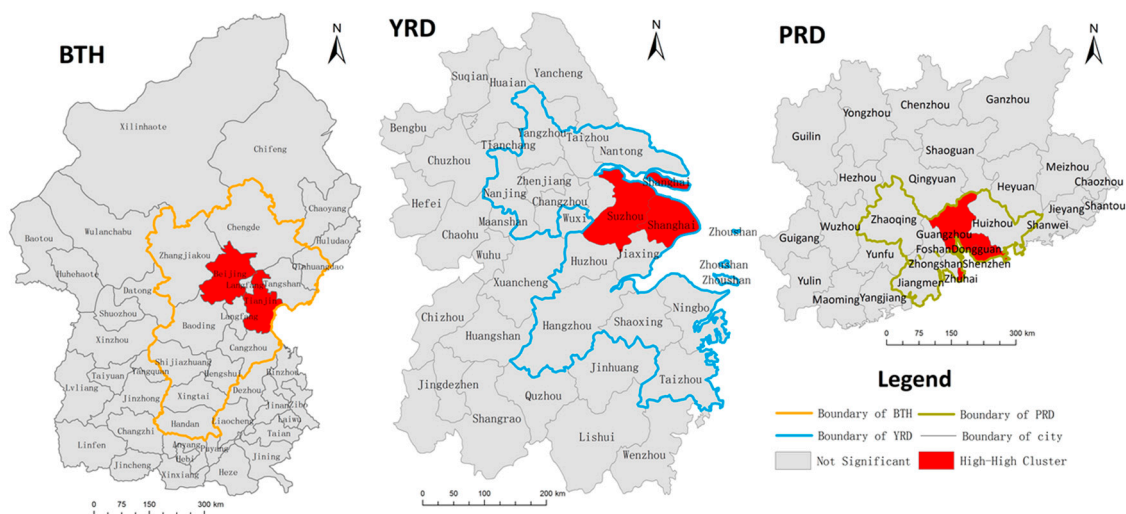 BTH
N
Xilinhaote
Chifeng
Chaoyang
Wulanchabu
Chengde
Baotou
Huludao
Zhangjiakou
Qinhuangdao
Huhehaote
Beijing
Langfang
Tangshan
Datong
Tianjin
Shuozhou
Langfang
Baoding
Xinzhou
Cangzhou
Shijiazhuang
Yangquan
Hengshui
Binzhou
Taiyuan
Lvliang
Dezhou
Jinzhong
Xingtai
Jinan
Zibo
Laiwu
Handan
Liaocheng
Changzhi
Taian
Linfen
Anyang
Puyang
Hebi
Jining
Jincheng
Xinxiang
Heze
0 75 150 300 km
YRD
N
Suqian
Yancheng
Huaian
Bengbu
Yangzhou
Taizhou
Tianchang
Nantong
Chuzhou
Zhenjiang
Shanghai
Nanjing
Changzhou
Hefei
Maanshan
Wuxi
Suzhou
Shanghai
Chaohu
Zhoushan
Wuhu
Jiaxing
Huzhou
Zhoushan
Zhoushan
Xuancheng
Ningbo
Chizhou
Shaoxing
Hangzhou
Huangshan
Jinhuang
Taizhou
Jingdezhen
Quzhou
Shangrao
Lishui
Wenzhou
0 50 100 200 km
PRD
N
Ganzhou
Chenzhou
Yongzhou
Guilin
Shaoguan
Meizhou
Hezhou
Qingyuan
Chaozhou
Heyuan
Shantou
Jieyang
Zhaoqing
Huizhou
Wuzhou
Shanwei
Guangzhou
Guigang
Foshan
Dongguan
Yunfu
Zhongshan
Shenzhen
Zhuhai
Yulin
Jiangmen
Maoming
Yangjiang
0 75 150 300 km
Legend
Boundary of BTH
Boundary of PRD
Boundary of YRD
Boundary of city
Not Significant
High-High Cluster